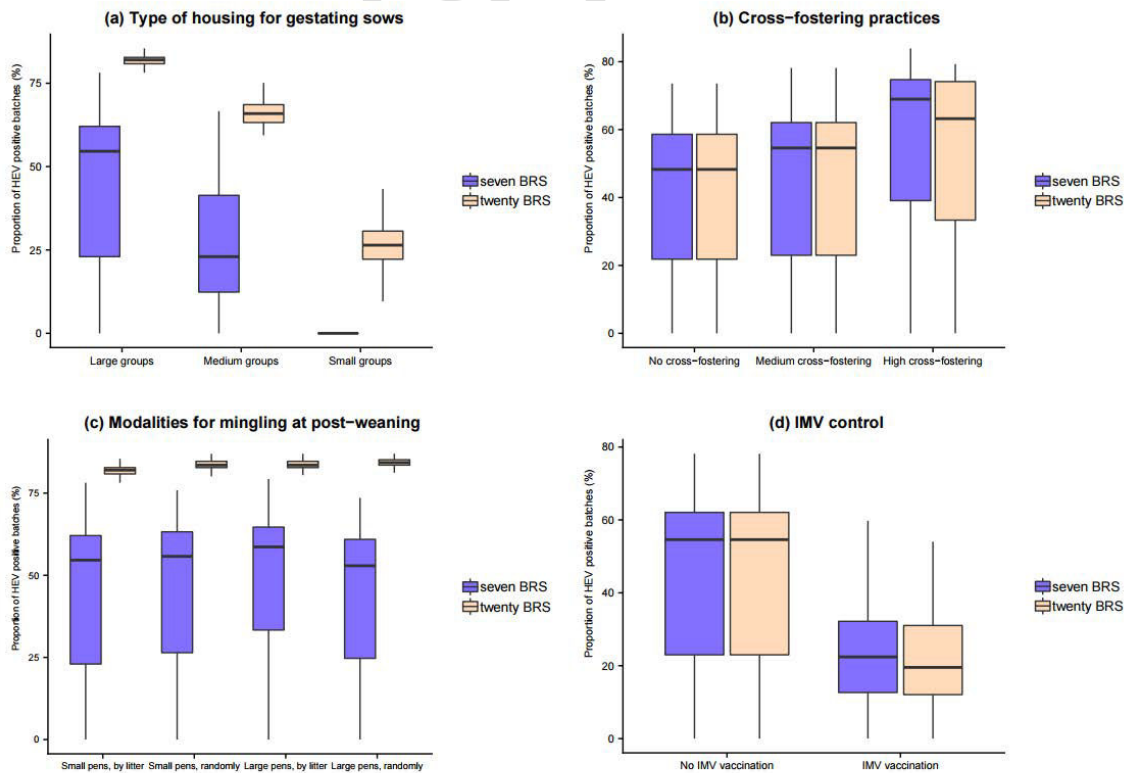 (a) Type of housing for gestating sows
Proportion of HEV positive batches (%)
75
50
25
0
Large groups Medium groups Small groups
seven BRS
twenty BRS
(b) Cross−fostering practices
Proportion of HEV positive batches (%)
80
60
40
20
0
No cross−fostering Medium cross−fostering High cross−fostering
seven BRS
twenty BRS
(c) Modalities for mingling at post−weaning
Proportion of HEV positive batches (%)
75
50
25
0
Small pens, by litter Small pens, randomly Large pens, by litter Large pens, randomly
seven BRS
twenty BRS
(d) IMV control
Proportion of HEV positive batches (%)
80
60
40
20
0
No IMV vaccination IMV vaccination
seven BRS
twenty BRS